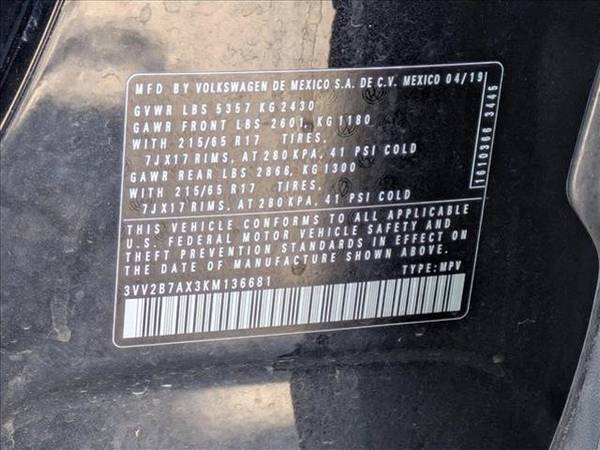 MFD BY VOLKSWAGEN DE MEXICO S.A. DE C.V. MEXICO 04/19
GVWR LBS 5357 KG 2430
GAWR FRONT LBS 2601, KG 1180
WITH 215/65 R17 TIRES,
7JX17 RIMS, AT 280 KPA, 41 PSI COLD
GAWR REAR LBS 2866, KG 1300
WITH 215/65 R17 TIRES,
7JX17 RIMS, AT 280 KPA, 41 PSI COLD
THIS VEHICLE CONFORMS TO ALL APPLICABLE
U.S. FEDERAL MOTOR VEHICLE SAFETY AND
THEFT PREVENTION STANDARDS IN EFFECT ON
THE DATE OF MANUFACTURE SHOWN ABOVE.
3VV2B7AX3KM136681 TYPE: MPV
1610366 3446